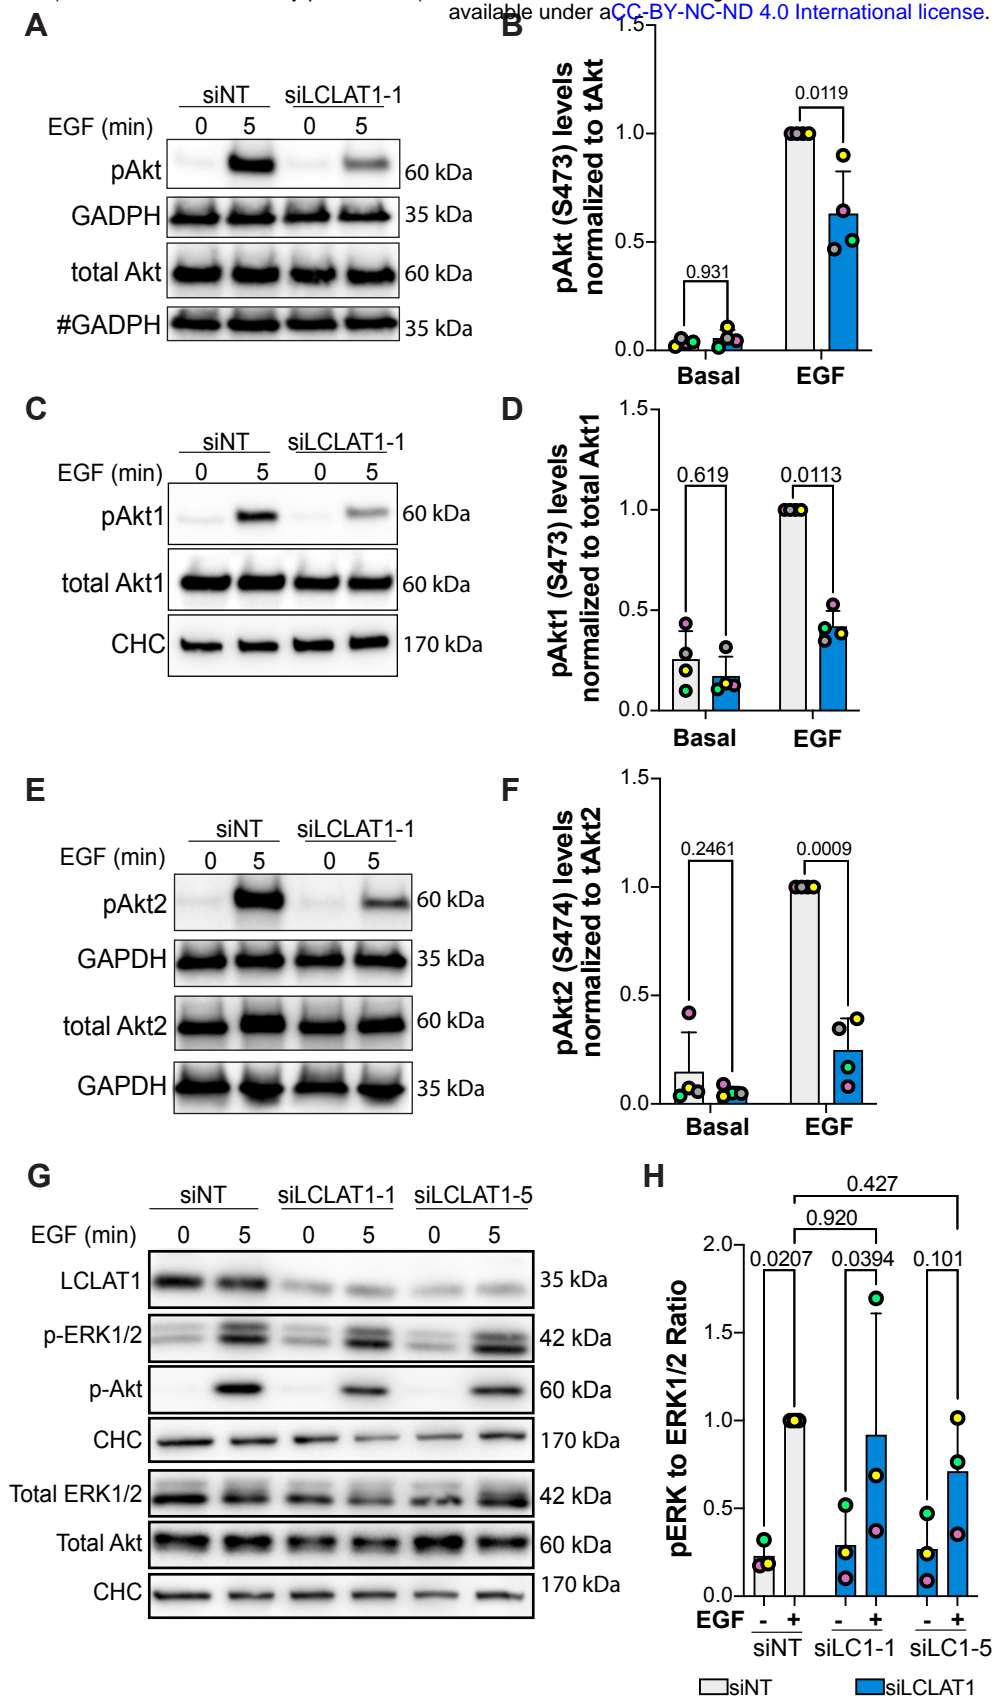 available under aCC-BY-NC-ND 4.0 International license.
A
siNT siLCLAT1-1
EGF (min) 0 5 0 5
pAkt 60 kDa
GADPH 35 kDa
total Akt 60 kDa
#GADPH 35 kDa
B
pAkt (S473) levels
normalized to tAkt
1.5
1.0
0.5
0.0
0.931
0.0119
Basal EGF
C
siNT siLCLAT1-1
EGF (min) 0 5 0 5
pAkt1 60 kDa
total Akt1 60 kDa
CHC 170 kDa
D
pAkt1 (S473) levels
normalized to total Akt1
1.5
1.0
0.5
0.0
0.619
0.0113
Basal EGF
E
siNT siLCLAT1-1
EGF (min) 0 5 0 5
pAkt2 60 kDa
GAPDH 35 kDa
total Akt2 60 kDa
GAPDH 35 kDa
F
pAkt2 (S474) levels
normalized to tAkt2
1.5
1.0
0.5
0.0
0.2461
0.0009
Basal EGF
G
siNT siLCLAT1-1 siLCLAT1-5
EGF (min) 0 5 0 5 0 5
LCLAT1 35 kDa
p-ERK1/2 42 kDa
p-Akt 60 kDa
CHC 170 kDa
Total ERK1/2 42 kDa
Total Akt 60 kDa
CHC 170 kDa
H
pERK to ERK1/2 Ratio
2.0
1.5
1.0
0.5
0.0
0.427
0.920
0.0207 0.0394 0.101
EGF - + - + - +
siNT siLC1-1 siLC1-5
siNT siLCLAT1